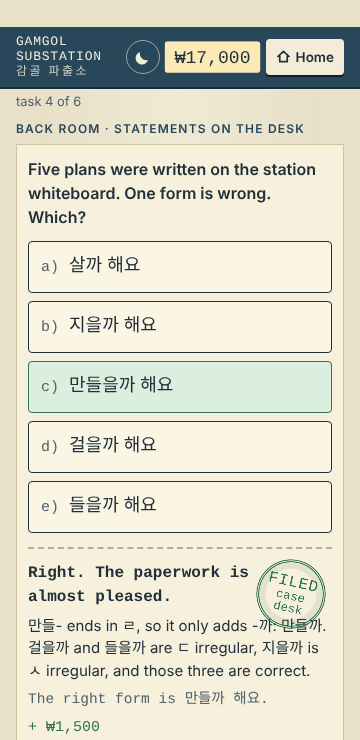 GAMGOL
SUBSTATION
감골 파출소
₩17,000
Home
task 4 of 6
BACK ROOM · STATEMENTS ON THE DESK
Five plans were written on the station
whiteboard. One form is wrong.
Which?
a) 살까 해요
b) 지을까 해요
c) 만들을까 해요
d) 걸을까 해요
e) 들을까 해요
Right. The paperwork is
almost pleased.
FILED
case
desk
만들- ends in ㄹ, so it only adds -까: 만들까.
걸을까 and 들을까 are ㄷ irregular, 지을까 is
ㅅ irregular, and those three are correct.
The right form is 만들까 해요.
+ ₩1,500